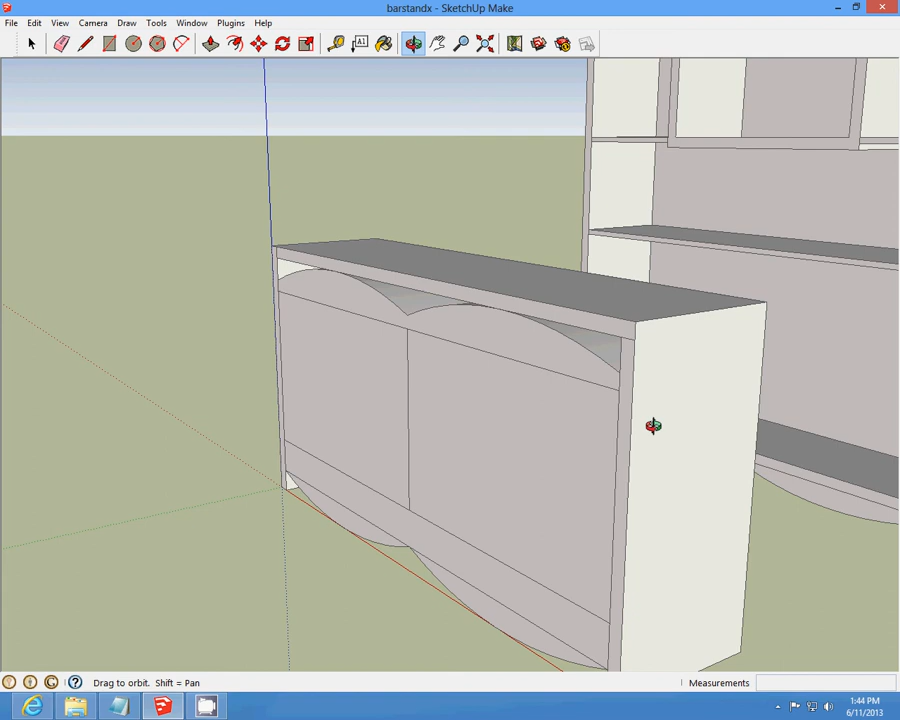 barstandx - SketchUp Make
File Edit View Camera Draw Tools Window Plugins Help
A1
Drag to orbit. Shift = Pan
Measurements
1:44 PM
6/11/2013